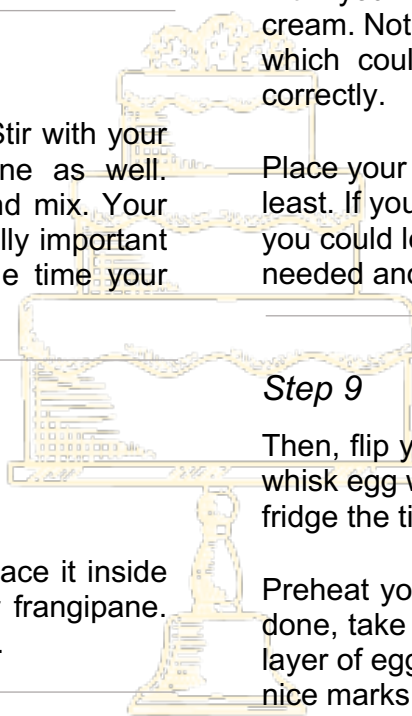 Stir with your
ne as well.
nd mix. Your
lly important
e time your
ace it inside
frangipane.
.
cream. Not
which coul
correctly.
Place your
least. If you
you could l
needed and
Step 9
Then, flip y
whisk egg w
fridge the ti
Preheat yo
done, take
layer of egg
nice marks